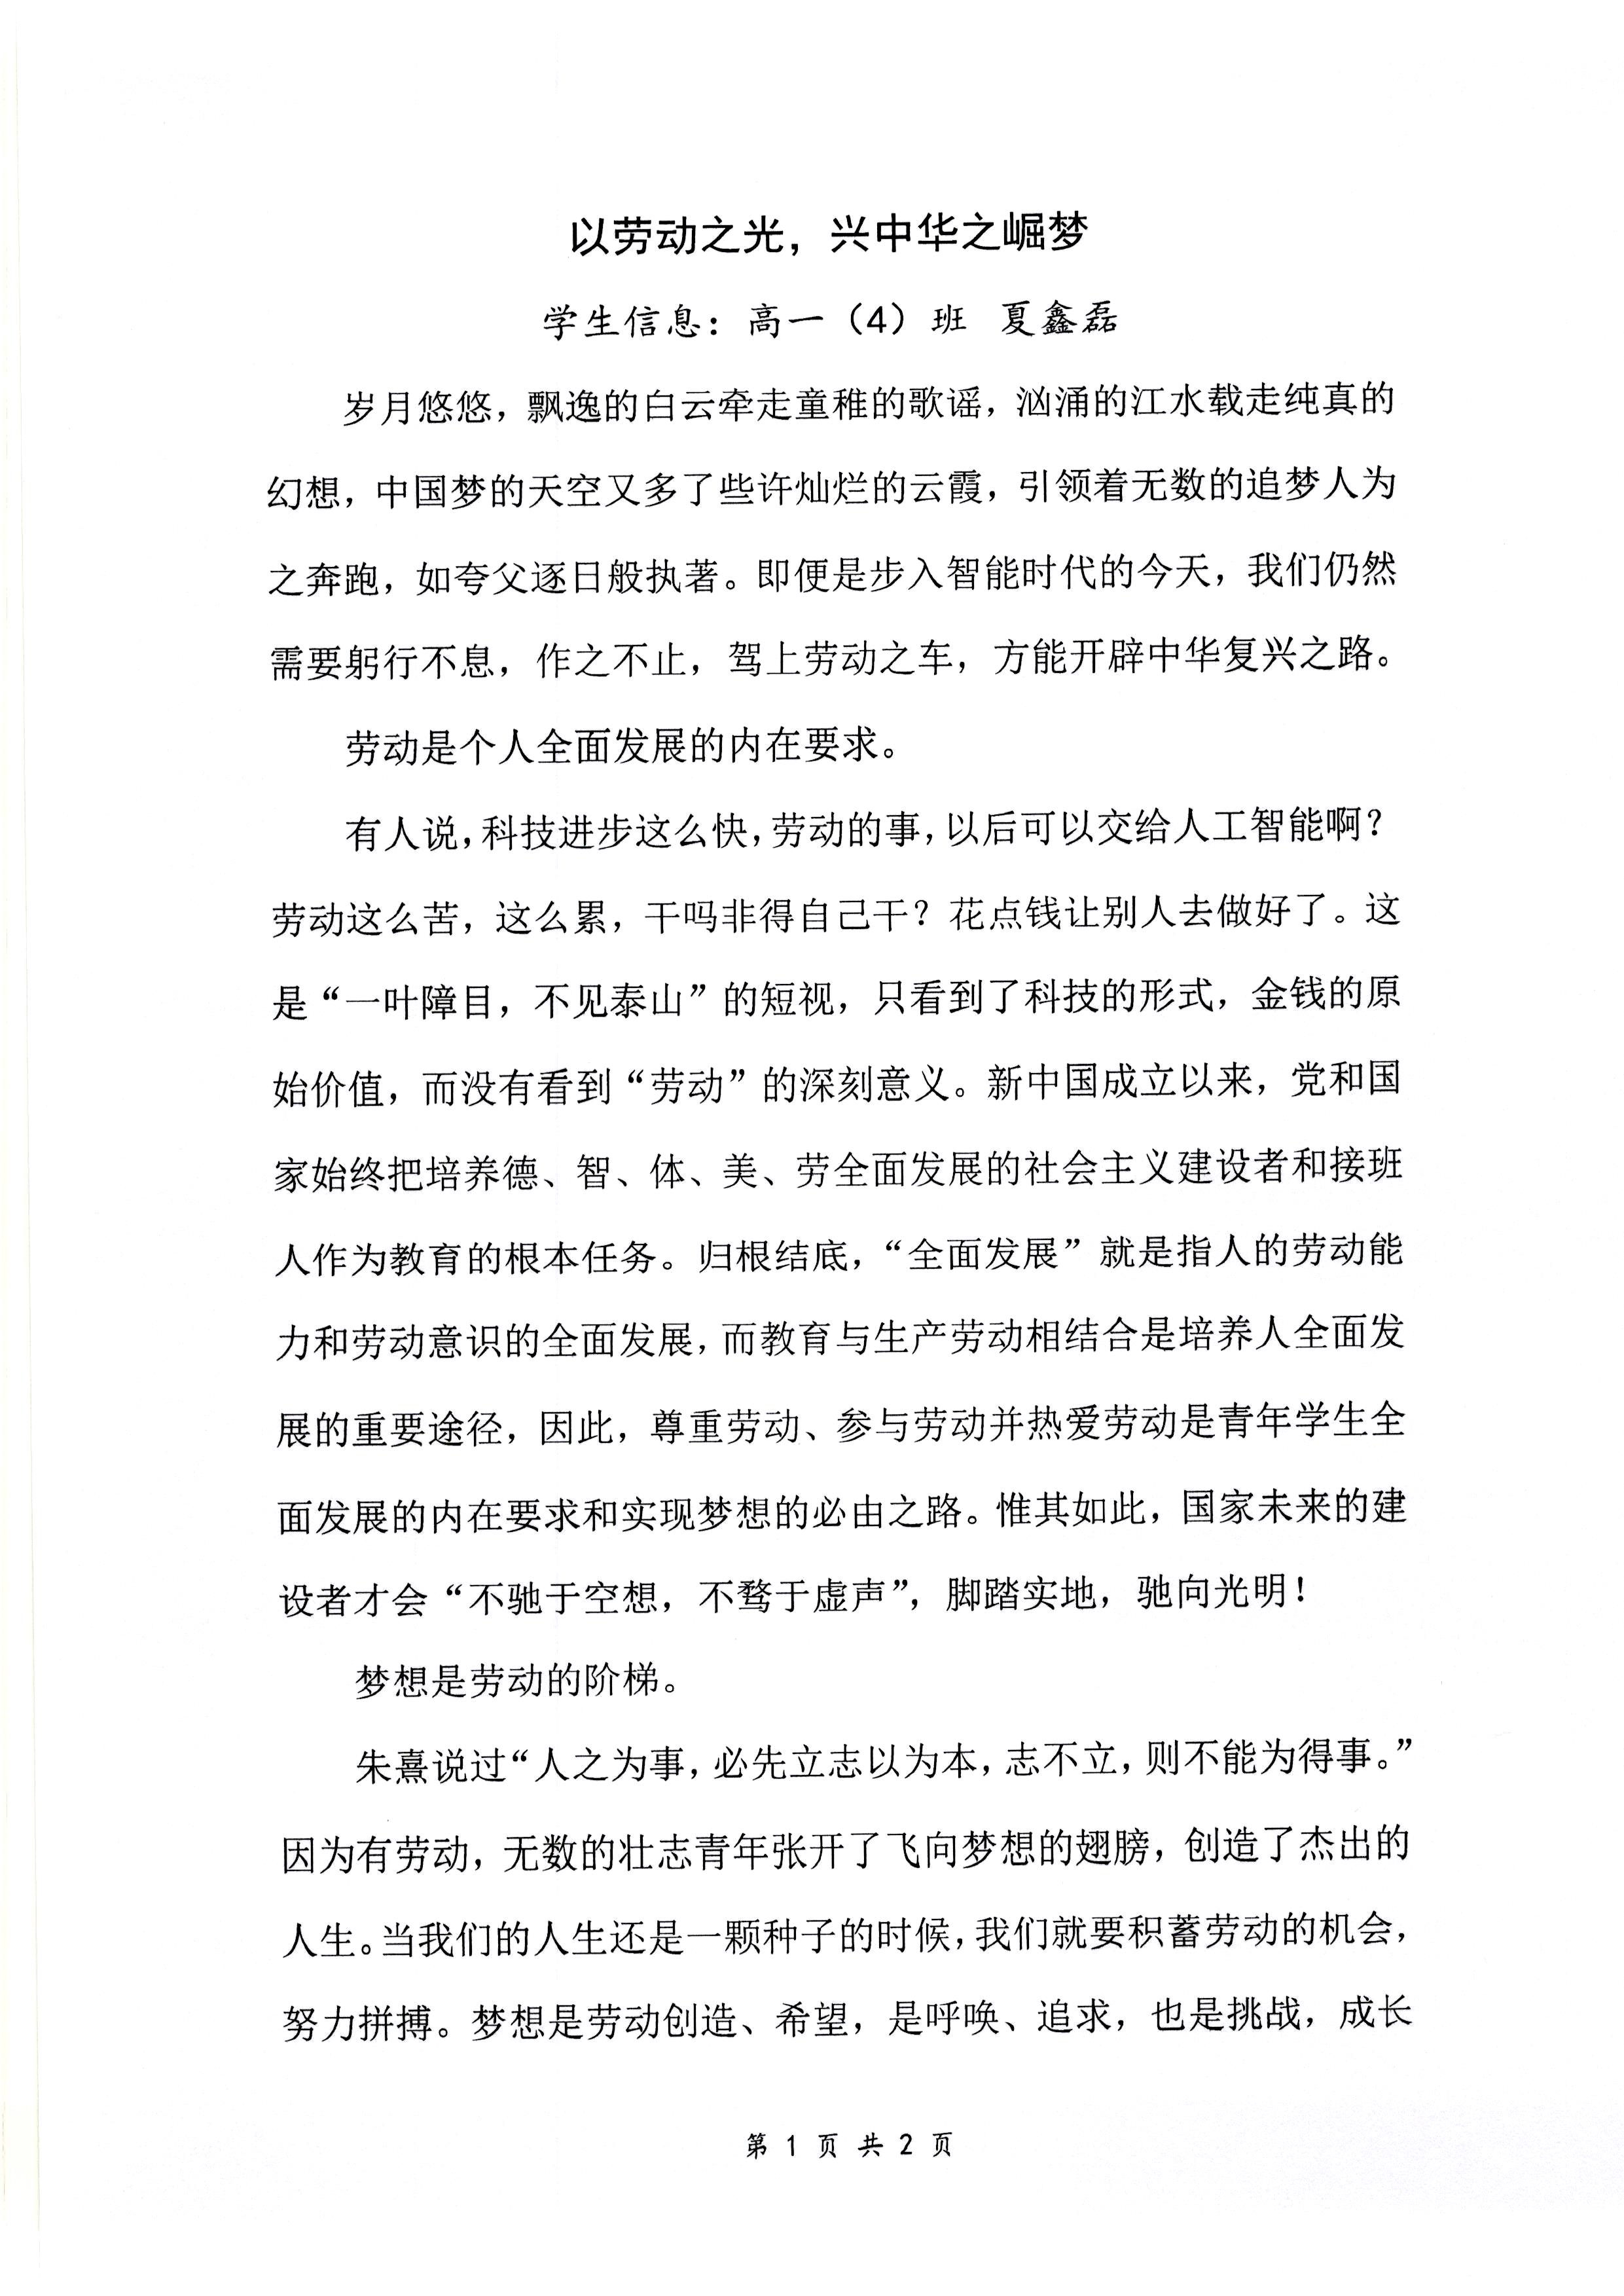 以劳动之光，兴中华之崛梦
学生信息：高一（4）班 夏鑫磊
岁月悠悠，飘逸的白云牵走童稚的歌谣，汹涌的江水载走纯真的
幻想，中国梦的天空又多了些许灿烂的云霞，引领着无数的追梦人为
之奔跑，如夸父逐日般执著。即便是步入智能时代的今天，我们仍然
需要躬行不息，作之不止，驾上劳动之车，方能开辟中华复兴之路。
劳动是个人全面发展的内在要求。
有人说，科技进步这么快，劳动的事，以后可以交给人工智能啊？
劳动这么苦，这么累，干吗非得自己干？花点钱让别人去做好了。这
是“一叶障目，不见泰山”的短视，只看到了科技的形式，金钱的原
始价值，而没有看到“劳动”的深刻意义。新中国成立以来，党和国
家始终把培养德、智、体、美、劳全面发展的社会主义建设者和接班
人作为教育的根本任务。归根结底，“全面发展”就是指人的劳动能
力和劳动意识的全面发展，而教育与生产劳动相结合是培养人全面发
展的重要途径，因此，尊重劳动、参与劳动并热爱劳动是青年学生全
面发展的内在要求和实现梦想的必由之路。惟其如此，国家未来的建
设者才会“不驰于空想，不骛于虚声”，脚踏实地，驰向光明！
梦想是劳动的阶梯。
朱熹说过“人之为事，必先立志以为本，志不立，则不能为得事。”
因为有劳动，无数的壮志青年张开了飞向梦想的翅膀，创造了杰出的
人生。当我们的人生还是一颗种子的时候，我们就要积蓄劳动的机会，
努力拼搏。梦想是劳动创造、希望，是呼唤、追求，也是挑战，成长
第 1 页 共 2 页